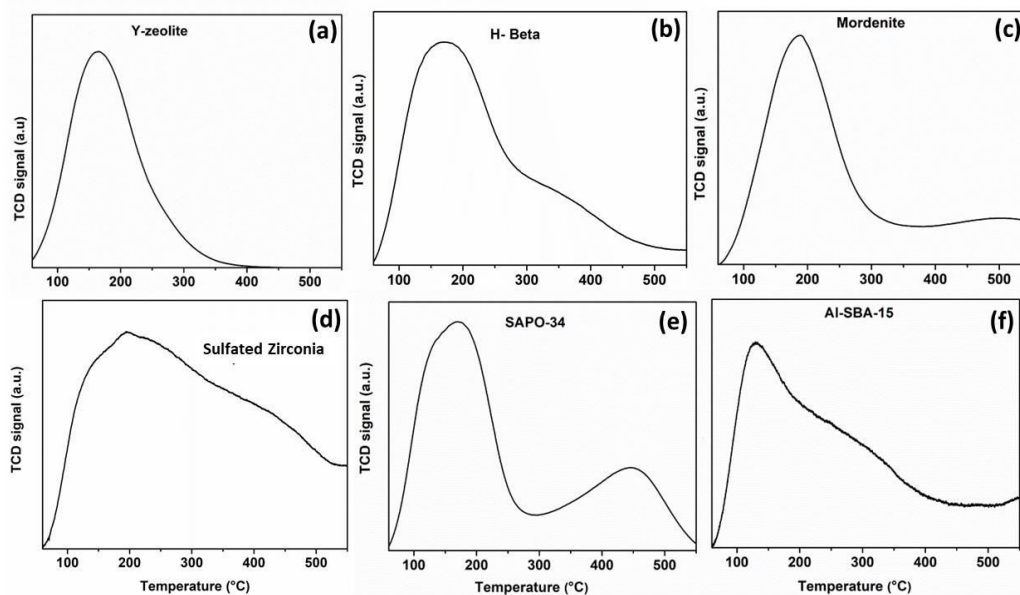 Y-zeolite
(a)
TCD signal (a.u)
100 200 300 400 500
H- Beta
(b)
TCD signal (a.u.)
100 200 300 400 500
Mordenite
(c)
TCD signal (a.u.)
100 200 300 400 500
(d)
Sulfated Zirconia
TCD signal (a.u.)
100 200 300 400 500
Temperature (°C)
SAPO-34
(e)
TCD signal (a.u.)
100 200 300 400 500
Temperature (°C)
Al-SBA-15
(f)
TCD signal (a.u.)
100 200 300 400 500
Temperature (°C)